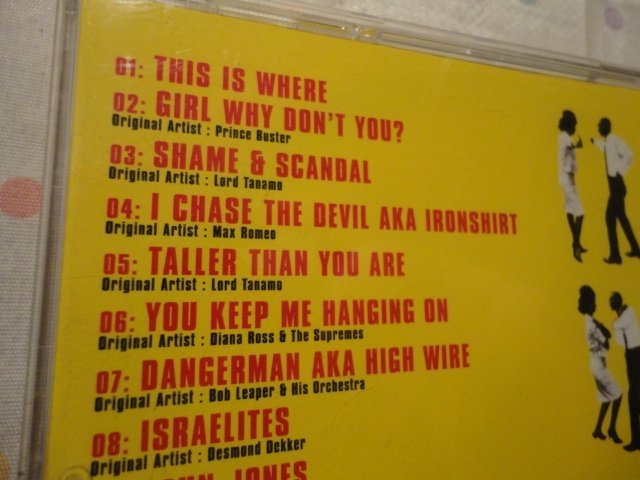 01: THIS IS WHERE
02: GIRL WHY DON'T YOU?
Original Artist : Prince Buster
03: SHAME & SCANDAL
Original Artist : Lord Tanamo
04: I CHASE THE DEVIL AKA IRONSHIRT
Original Artist : Max Romeo
05: TALLER THAN YOU ARE
Original Artist : Lord Tanamo
06: YOU KEEP ME HANGING ON
Original Artist : Diana Ross & The Supremes
07: DANGERMAN AKA HIGH WIRE
Original Artist : Bob Leaper & His Orchestra
08: ISRAELITES
Original Artist : Desmond Dekker
JONES